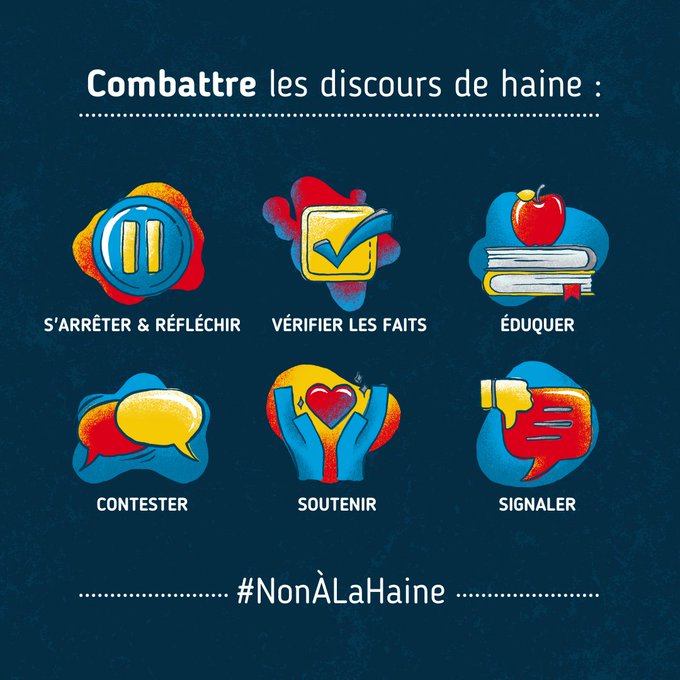 Combattre les discours de haine :
S'ARRÊTER & RÉFLÉCHIR
VÉRIFIER LES FAITS
ÉDUQUER
CONTESTER
SOUTENIR
SIGNALER
#NonÀLaHaine